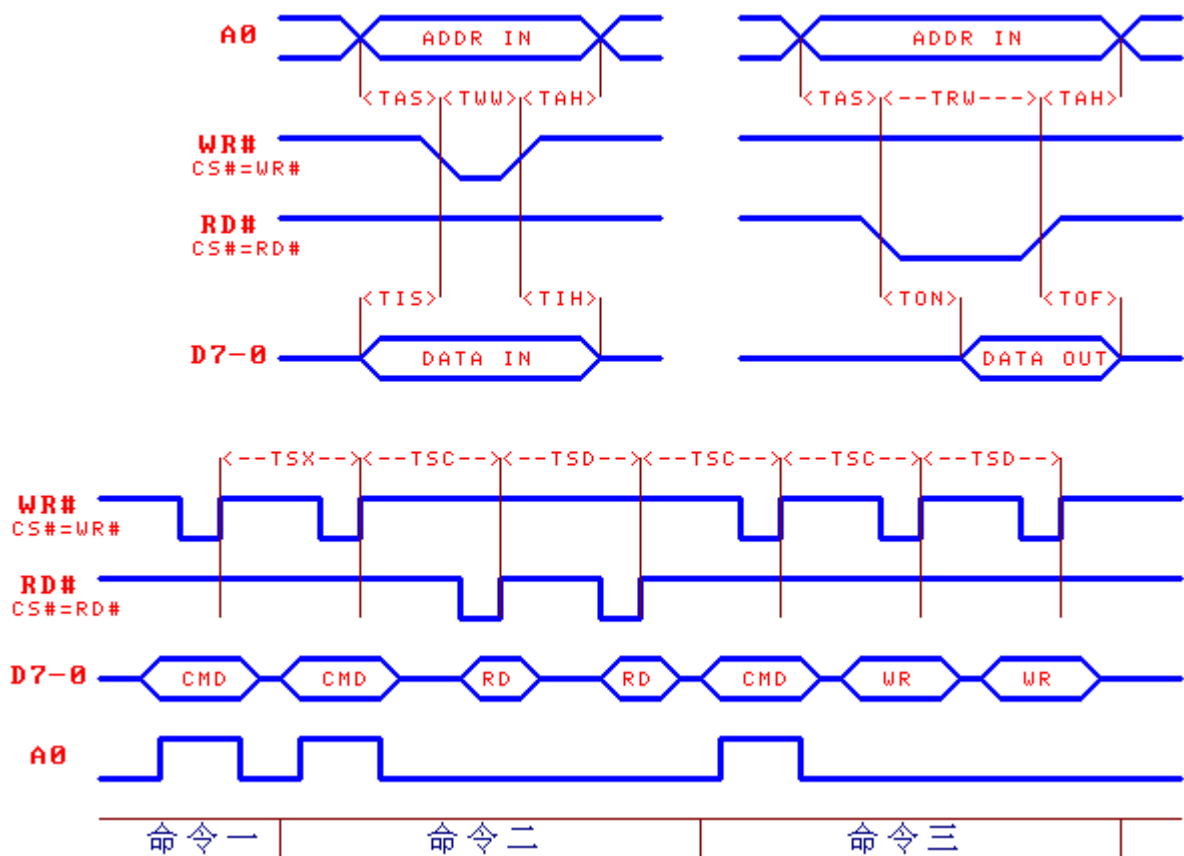 A0 ADDR IN ADDR IN
<TAS> <TWW> <TAH> <TAS> <--TRW---> <TAH>
WR#
CS#=WR#
RD#
CS#=RD#
<TIS> <TIH> <TON> <TOF>
D7-0 DATA IN DATA OUT
<--TSX--> <--TSC--> <--TSD--> <--TSC--> <--TSC--> <--TSD-->
WR#
CS#=WR#
RD#
CS#=RD#
D7-0 CMD CMD RD RD CMD WR WR
A0
命令一 命令二 命令三